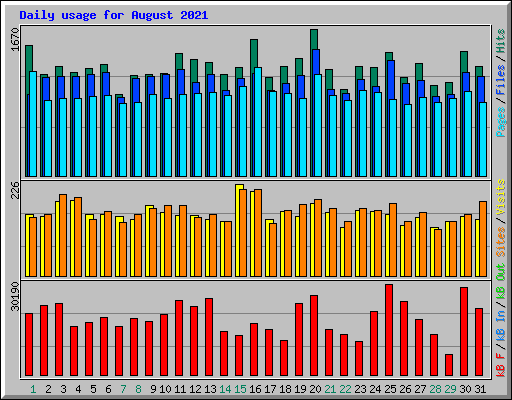 Daily usage for August 2021
1670
Pages / Files / Hits
226
Sites / Visits
30190
kB F / kB In / kB Out
1 2 3 4 5 6 7 8 9 10 11 12 13 14 15 16 17 18 19 20 21 22 23 24 25 26 27 28 29 30 31